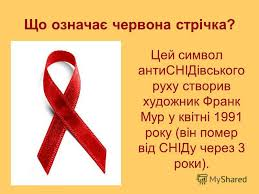 Що означає червона стрічка?
Цей символ
антиСНІДівського
руху створив
художник Франк
Мур у квітні 1991
року (він помер
від СНІДу через 3
роки).
MyShared